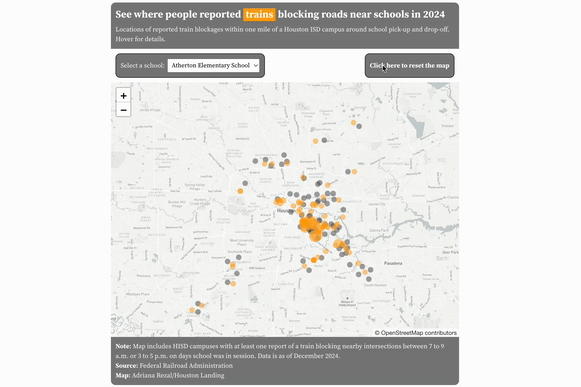 See where people reported trains blocking roads near schools in 2024
Locations of reported train blockages within one mile of a Houston ISD campus around school pick-up and drop-off.
Hover for details.
Select a school: Atherton Elementary School
Click here to reset the map
+
−
Pasadena
© OpenStreetMap contributors
Note: Map includes HISD campuses with at least one report of a train blocking nearby intersections between 7 to 9
a.m. or 3 to 5 p.m. on days school was in session. Data is as of December 2024.
Source: Federal Railroad Administration
Map: Adriana Rezal/Houston Landing